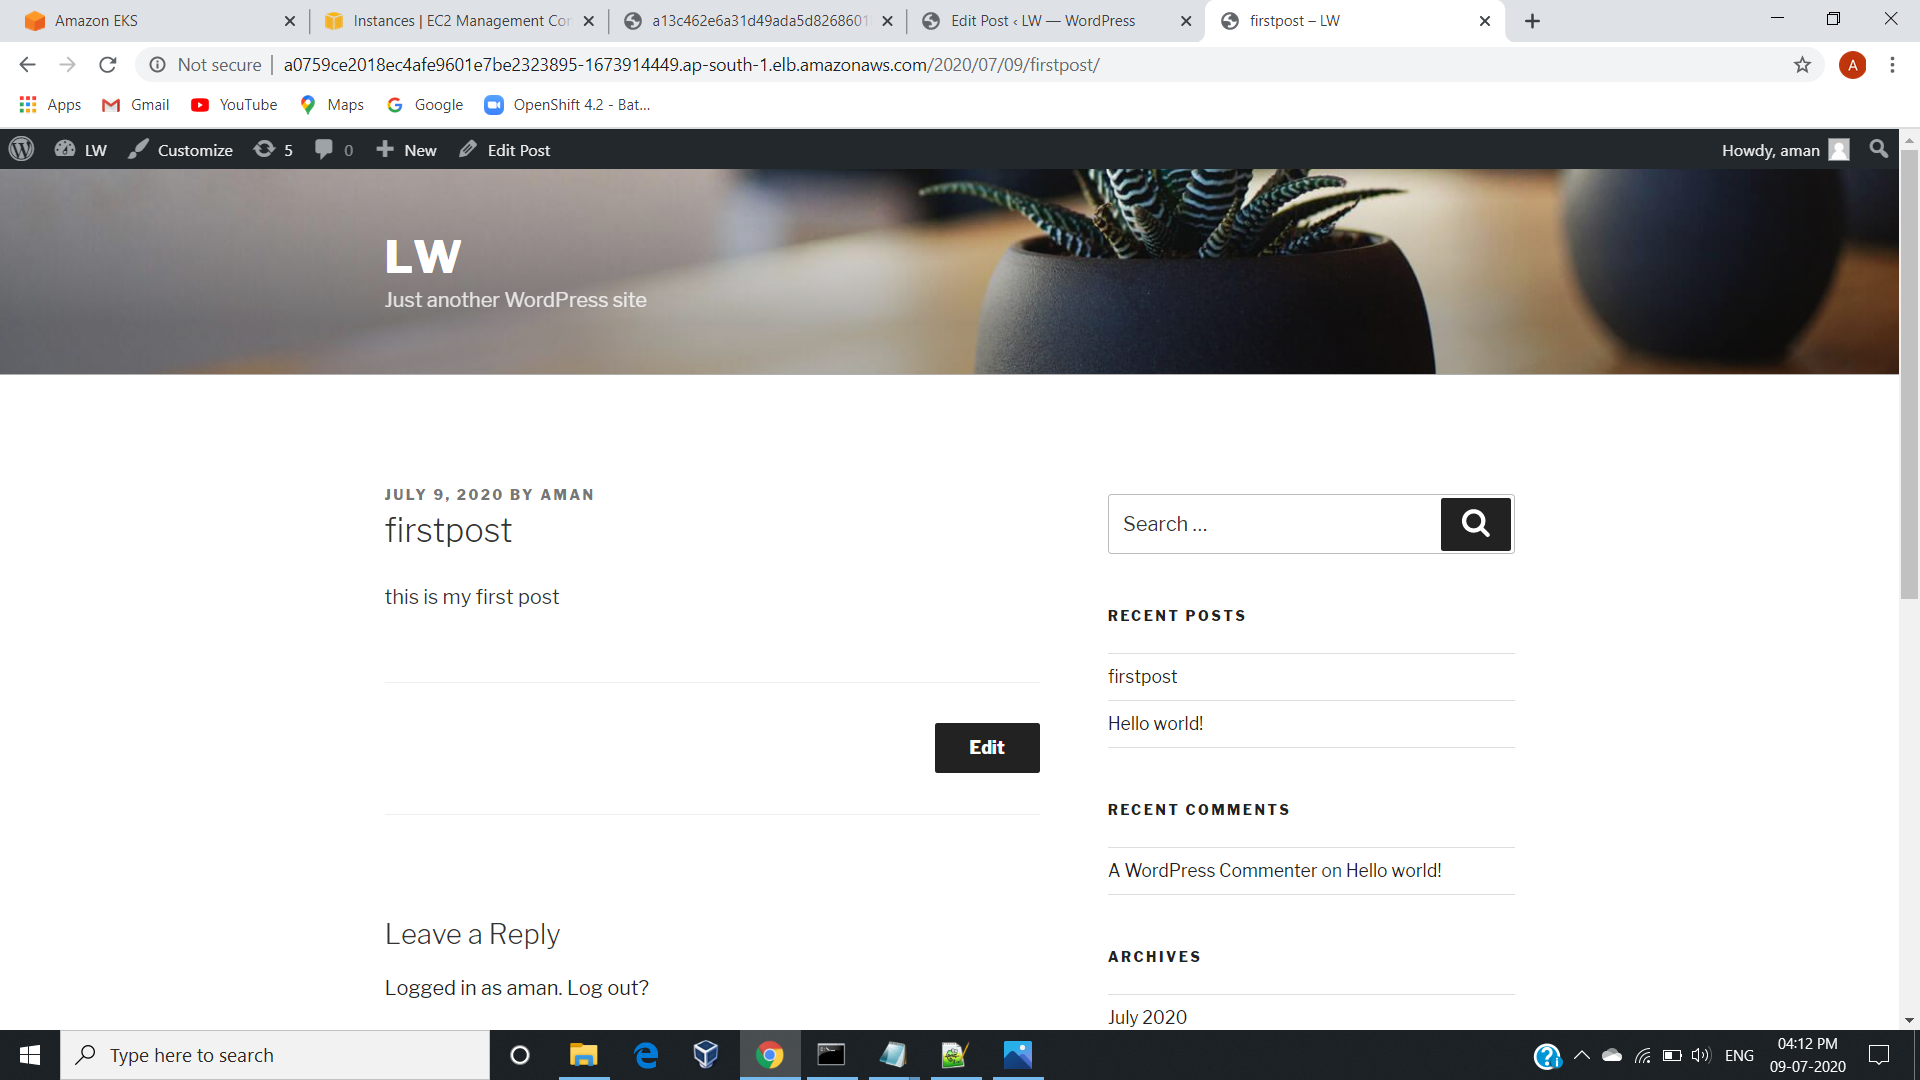 Amazon EKS
Instances | EC2 Management Con
a13c462e6a31d49ada5d8268601
Edit Post ‹ LW — WordPress
firstpost – LW
Not secure | a0759ce2018ec4afe9601e7be2323895-1673914449.ap-south-1.elb.amazonaws.com/2020/07/09/firstpost/
A
Apps Gmail YouTube Maps Google OpenShift 4.2 - Bat...
LW Customize 5 0 New Edit Post Howdy, aman
LW
Just another WordPress site
JULY 9, 2020 BY AMAN
firstpost
this is my first post
Edit
Leave a Reply
Logged in as aman. Log out?
Search …
RECENT POSTS
firstpost
Hello world!
RECENT COMMENTS
A WordPress Commenter on Hello world!
ARCHIVES
July 2020
Type here to search
ENG
04:12 PM
09-07-2020